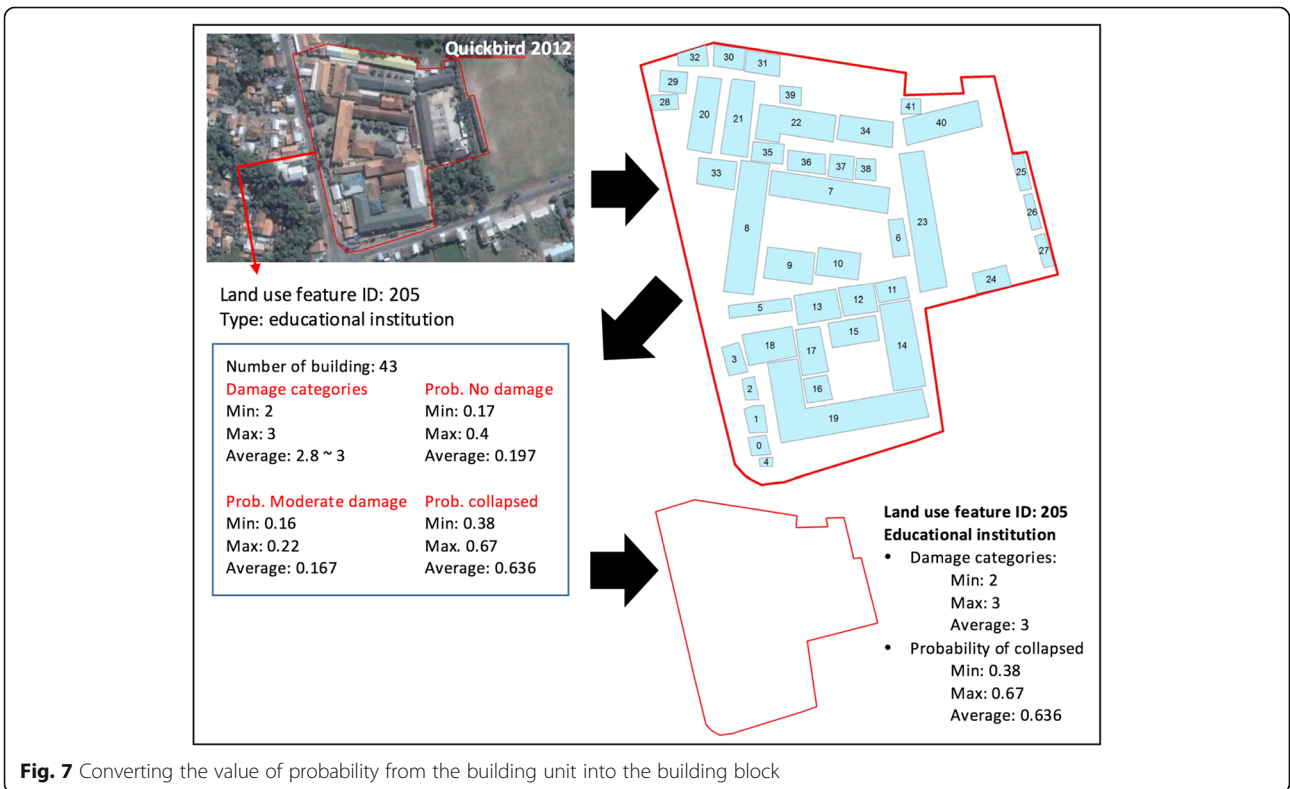 Quickbird 2012
Land use feature ID: 205
Type: educational institution
Number of building: 43
Damage categories
Min: 2
Max: 3
Average: 2.8 ~ 3
Prob. No damage
Min: 0.17
Max: 0.4
Average: 0.197
Prob. Moderate damage
Min: 0.16
Max: 0.22
Average: 0.167
Prob. collapsed
Min: 0.38
Max. 0.67
Average: 0.636
32
30
31
29
28
20
21
39
22
34
41
40
35
36
37
38
33
7
8
23
25
26
27
6
9
10
24
11
12
13
5
15
14
18
17
3
2
16
1
19
0
4
Land use feature ID: 205
Educational institution
• Damage categories:
Min: 2
Max: 3
Average: 3
• Probability of collapsed
Min: 0.38
Max: 0.67
Average: 0.636
Fig. 7 Converting the value of probability from the building unit into the building block